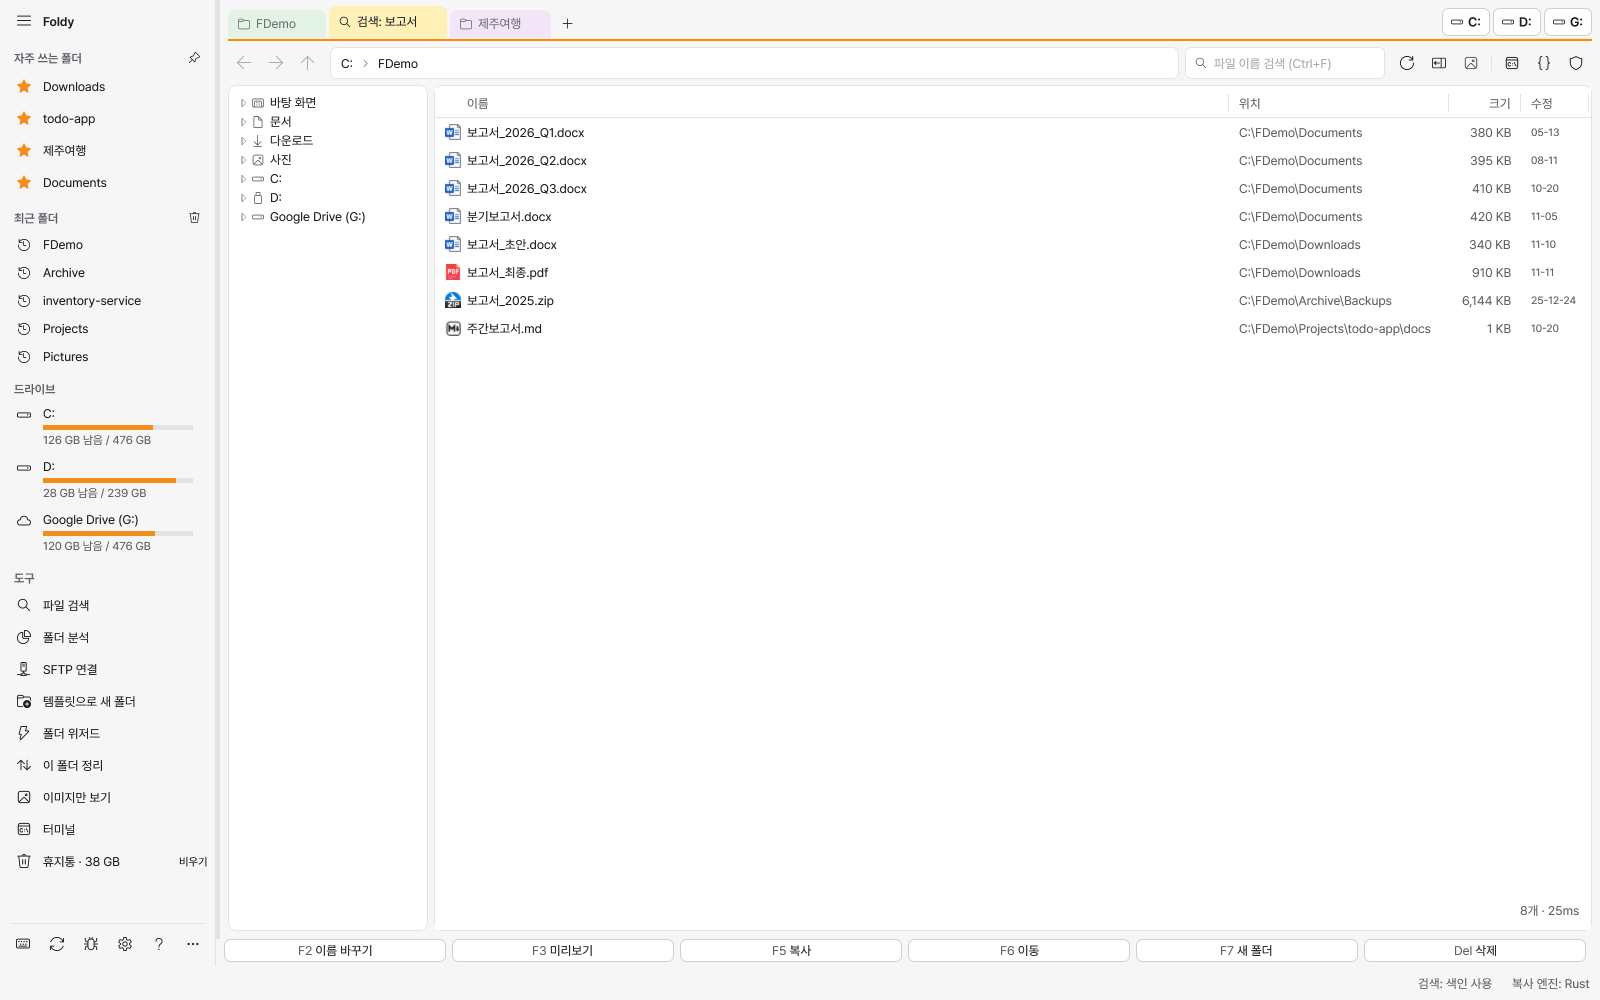 Foldy
자주 쓰는 폴더
Downloads
todo-app
제주여행
Documents
최근 폴더
FDemo
Archive
inventory-service
Projects
Pictures
드라이브
C:
126 GB 남음 / 476 GB
D:
28 GB 남음 / 239 GB
Google Drive (G:)
120 GB 남음 / 476 GB
도구
파일 검색
폴더 분석
SFTP 연결
템플릿으로 새 폴더
폴더 위저드
이 폴더 정리
이미지만 보기
터미널
휴지통 · 38 GB 비우기
FDemo 검색: 보고서 제주여행 C: D: G:
C: FDemo 파일 이름 검색 (Ctrl+F)
바탕 화면
문서
다운로드
사진
C:
D:
Google Drive (G:)
이름 위치 크기 수정
보고서_2026_Q1.docx C:\FDemo\Documents 380 KB 05-13
보고서_2026_Q2.docx C:\FDemo\Documents 395 KB 08-11
보고서_2026_Q3.docx C:\FDemo\Documents 410 KB 10-20
분기보고서.docx C:\FDemo\Documents 420 KB 11-05
보고서_초안.docx C:\FDemo\Downloads 340 KB 11-10
보고서_최종.pdf C:\FDemo\Downloads 910 KB 11-11
보고서_2025.zip C:\FDemo\Archive\Backups 6,144 KB 25-12-24
주간보고서.md C:\FDemo\Projects\todo-app\docs 1 KB 10-20
8개 · 25ms
F2 이름 바꾸기 F3 미리보기 F5 복사 F6 이동 F7 새 폴더 Del 삭제
검색: 색인 사용 복사 엔진: Rust